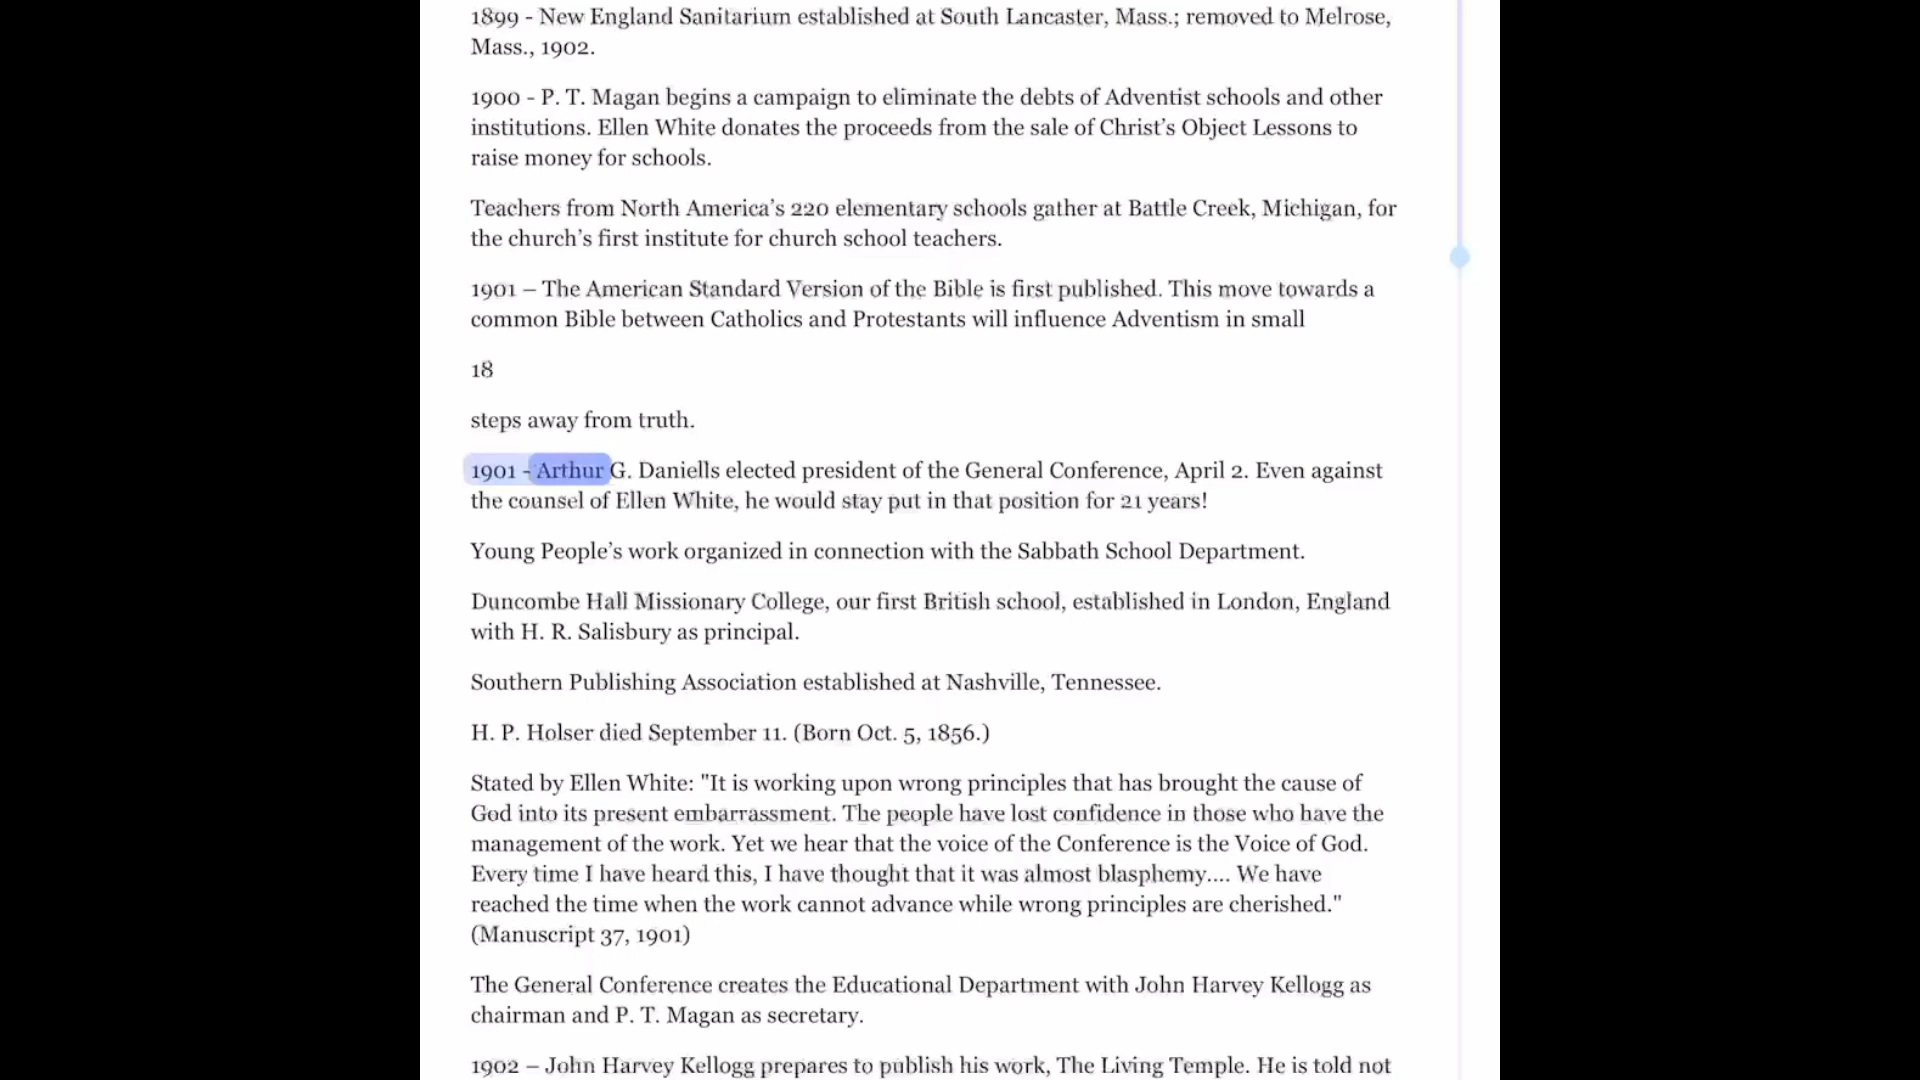 1899 - New England Sanitarium established at South Lancaster, Mass.; removed to Melrose,
Mass., 1902.
1900 - P. T. Magan begins a campaign to eliminate the debts of Adventist schools and other
institutions. Ellen White donates the proceeds from the sale of Christ’s Object Lessons to
raise money for schools.
Teachers from North America’s 220 elementary schools gather at Battle Creek, Michigan, for
the church’s first institute for church school teachers.
1901 – The American Standard Version of the Bible is first published. This move towards a
common Bible between Catholics and Protestants will influence Adventism in small
18
steps away from truth.
1901 - Arthur G. Daniells elected president of the General Conference, April 2. Even against
the counsel of Ellen White, he would stay put in that position for 21 years!
Young People’s work organized in connection with the Sabbath School Department.
Duncombe Hall Missionary College, our first British school, established in London, England
with H. R. Salisbury as principal.
Southern Publishing Association established at Nashville, Tennessee.
H. P. Holser died September 11. (Born Oct. 5, 1856.)
Stated by Ellen White: "It is working upon wrong principles that has brought the cause of
God into its present embarrassment. The people have lost confidence in those who have the
management of the work. Yet we hear that the voice of the Conference is the Voice of God.
Every time I have heard this, I have thought that it was almost blasphemy.... We have
reached the time when the work cannot advance while wrong principles are cherished."
(Manuscript 37, 1901)
The General Conference creates the Educational Department with John Harvey Kellogg as
chairman and P. T. Magan as secretary.
1902 – John Harvey Kellogg prepares to publish his work, The Living Temple. He is told not